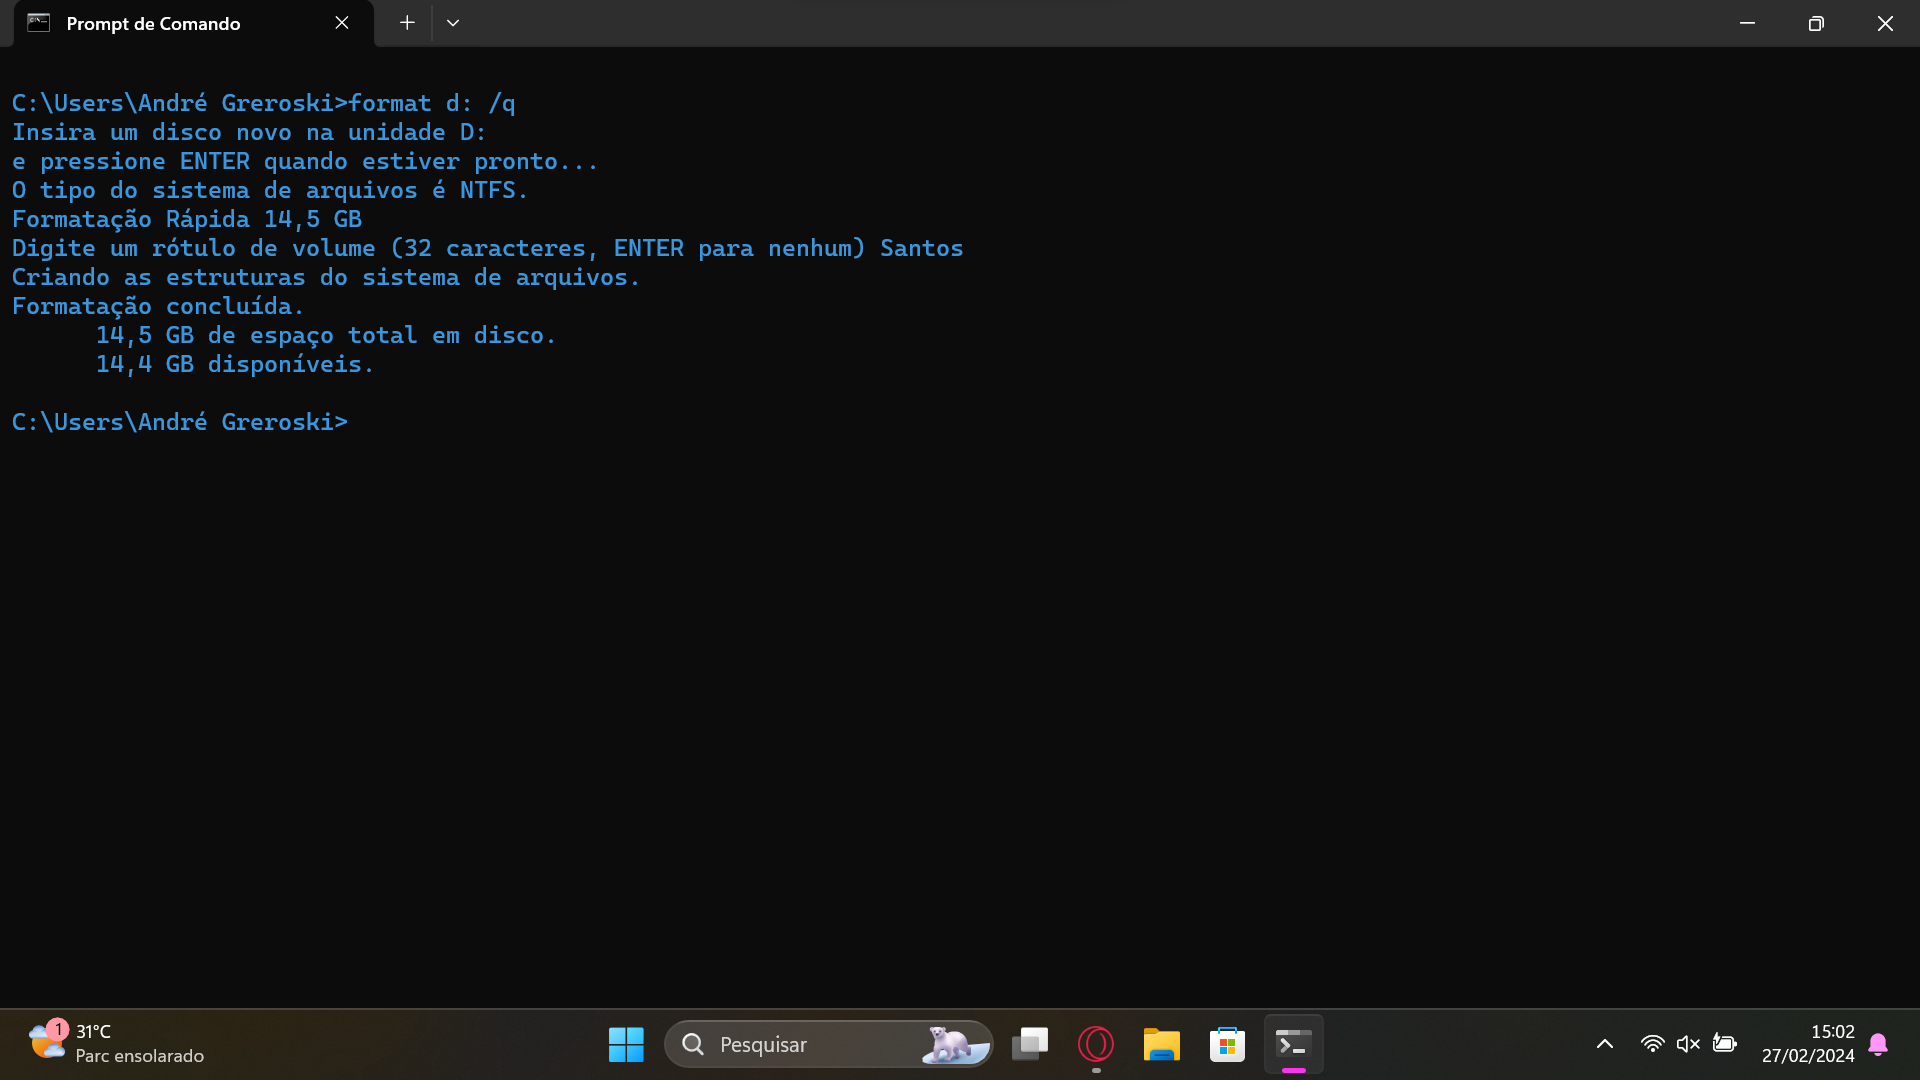 Prompt de Comando
C:\Users\André Greroski>format d: /q
Insira um disco novo na unidade D:
e pressione ENTER quando estiver pronto...
O tipo do sistema de arquivos é NTFS.
Formatação Rápida 14,5 GB
Digite um rótulo de volume (32 caracteres, ENTER para nenhum) Santos
Criando as estruturas do sistema de arquivos.
Formatação concluída.
14,5 GB de espaço total em disco.
14,4 GB disponíveis.
C:\Users\André Greroski>
1
31°C
Parc ensolarado
Pesquisar
15:02
27/02/2024